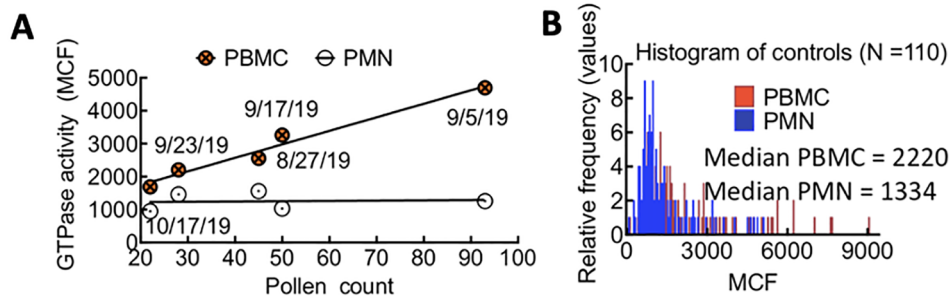 A
PBMC PMN
GTPase activity (MCF)
5000
4000
3000
2000
1000
0
9/17/19
9/23/19
9/5/19
8/27/19
10/17/19
20 30 40 50 60 70 80 90 100
Pollen count
B
Histogram of controls (N =110)
Relative frequency (values)
10
8
6
4
2
0
PBMC
PMN
Median PBMC = 2220
Median PMN = 1334
0 3000 6000 9000
MCF